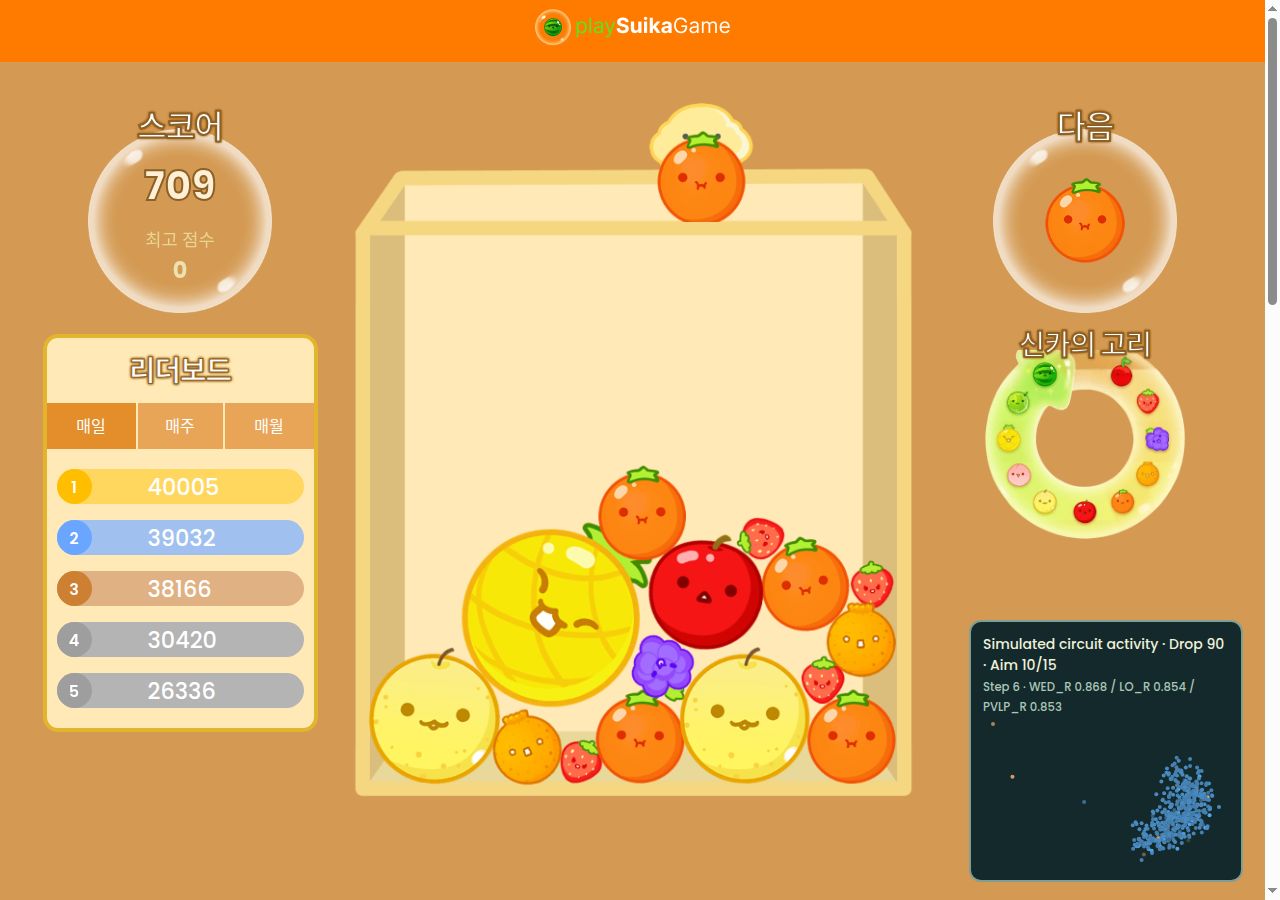 playSuikaGame
스코어
709
최고 점수
0
다음
신카의 고리
리더보드
매일 매주 매월
1 40005
2 39032
3 38166
4 30420
5 26336
Simulated circuit activity · Drop 90
· Aim 10/15
Step 6 · WED_R 0.868 / LO_R 0.854 /
PVLP_R 0.853